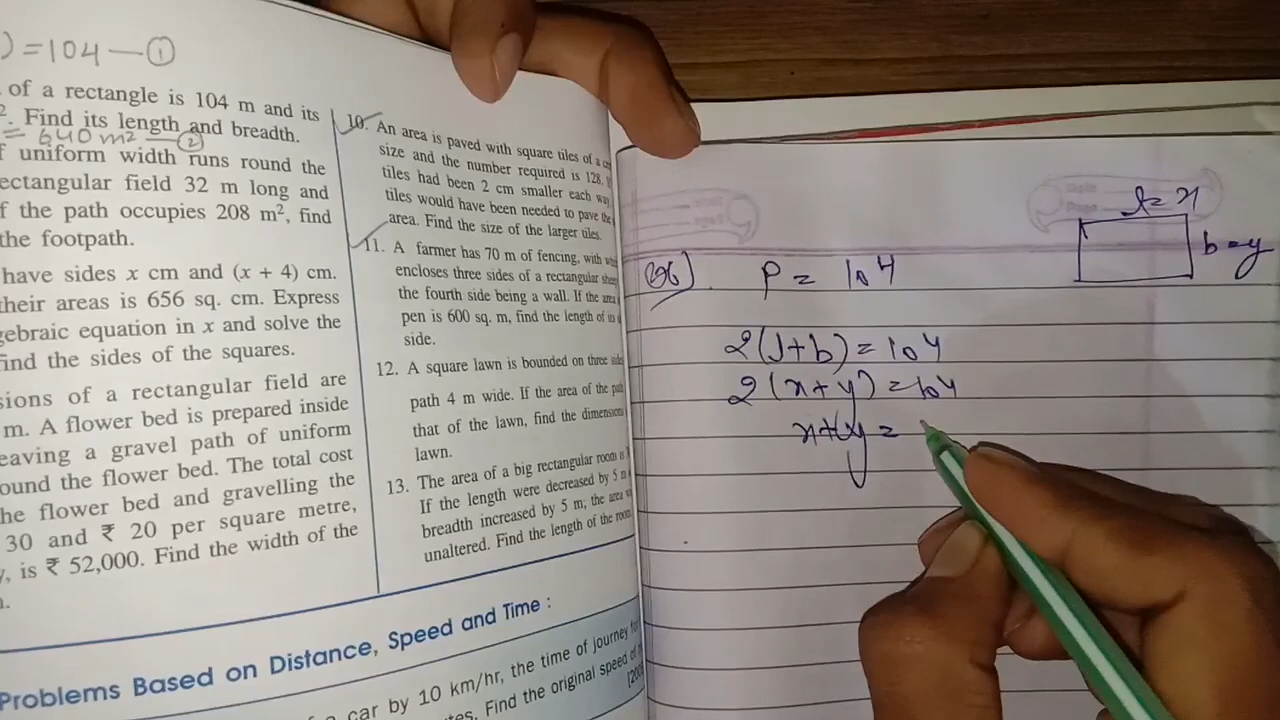 ) = 104 — ①
of a rectangle is 104 m and its
2. Find its length and breadth.
= 640 m² — ②
f uniform width runs round the
ectangular field 32 m long and
f the path occupies 208 m², find
the footpath.
have sides x cm and (x + 4) cm.
their areas is 656 sq. cm. Express
gebraic equation in x and solve the
find the sides of the squares.
sions of a rectangular field are
m. A flower bed is prepared inside
eaving a gravel path of uniform
ound the flower bed. The total cost
he flower bed and gravelling the
30 and ₹ 20 per square metre,
y, is ₹ 52,000. Find the width of the
10. An area is paved with square tiles of a
size and the number required is 128.
tiles had been 2 cm smaller each way
tiles would have been needed to pave the
area. Find the size of the larger tiles.
11. A farmer has 70 m of fencing, with
encloses three sides of a rectangular
the fourth side being a wall. If the area
pen is 600 sq. m, find the length of
side.
12. A square lawn is bounded on three
path 4 m wide. If the area of the
that of the lawn, find the dimensions
lawn.
13. The area of a big rectangular room is
If the length were decreased by 5 m
breadth increased by 5 m; the area
unaltered. Find the length of the room
Problems Based on Distance, Speed and Time :
car by 10 km/hr, the time of journey
Find the original speed of
l = x
b = y
P = 104
2(l+b) = 104
2(x+y) = 104
x+y =